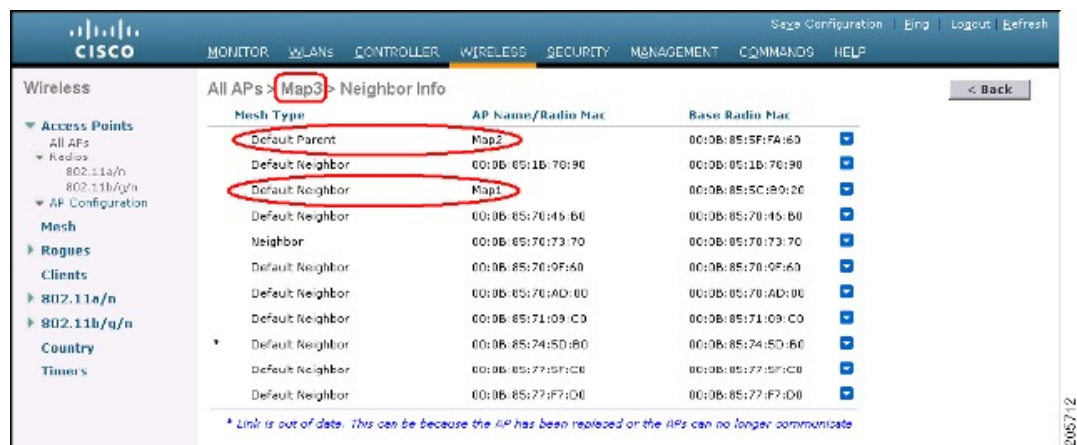 Save Configuration | Ping | Logout | Refresh
CISCO
MONITOR WLANs CONTROLLER WIRELESS SECURITY MANAGEMENT COMMANDS HELP
Wireless
Access Points
All APs
Radios
802.11a/n
802.11b/g/n
AP Configuration
Mesh
Rogues
Clients
802.11a/n
802.11b/g/n
Country
Timers
All APs > Map3 > Neighbor Info
< Back
Mesh Type AP Name/Radio Mac Base Radio Mac
Default Parent Map2 00:0B:85:5F:FA:60
Default Neighbor 00:0B:85:1B:78:90 00:0B:85:1B:78:90
Default Neighbor Map1 00:0B:85:5C:B9:20
Default Neighbor 00:0B:85:70:46:B0 00:0B:85:70:46:B0
Neighbor 00:0B:85:70:73:70 00:0B:85:70:73:70
Default Neighbor 00:0B:85:70:9F:60 00:0B:85:70:9F:60
Default Neighbor 00:0B:85:70:AD:00 00:0B:85:70:AD:00
Default Neighbor 00:0B:85:71:09:C0 00:0B:85:71:09:C0
* Default Neighbor 00:0B:85:74:5D:B0 00:0B:85:74:5D:B0
Default Neighbor 00:0B:85:77:5F:C0 00:0B:85:77:5F:C0
Default Neighbor 00:0B:85:77:F7:D0 00:0B:85:77:F7:D0
* Link is out of date. This can be because the AP has been replaced or the APs can no longer communicate
205712